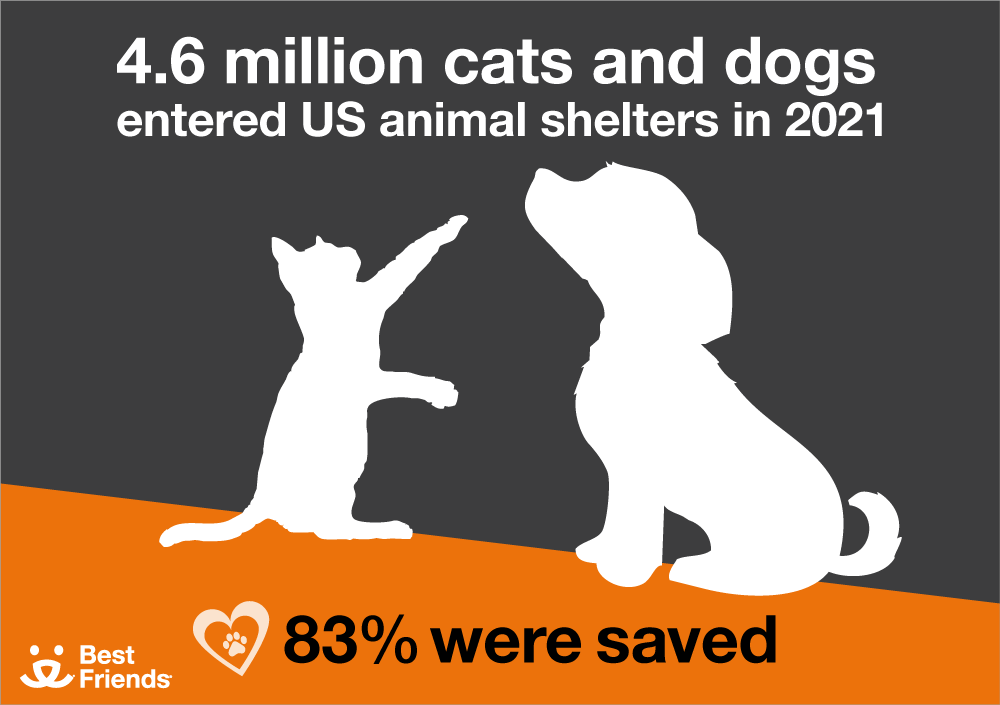 4.6 million cats and dogs
entered US animal shelters in 2021
83% were saved
Best
Friends